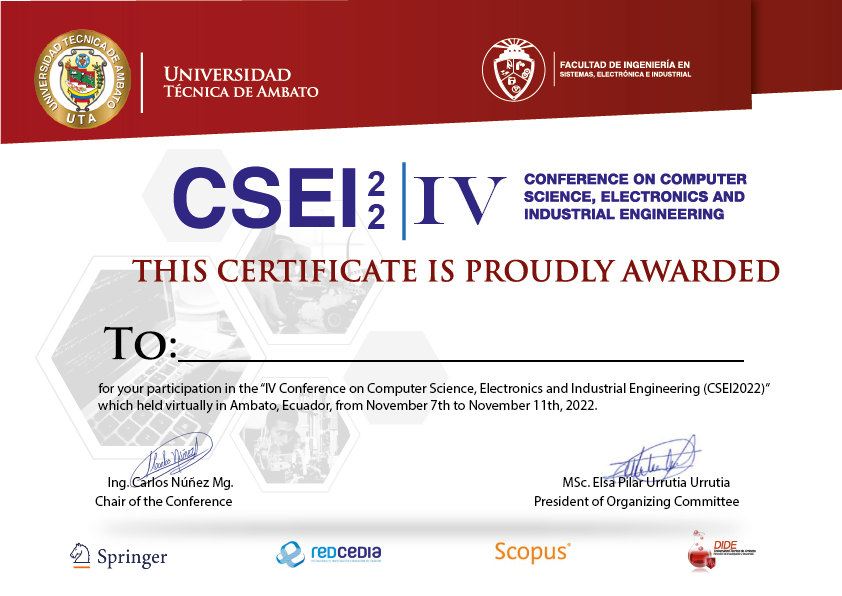 UNIVERSIDAD TÉCNICA DE AMBATO
UTA
UNIVERSIDAD
TÉCNICA DE AMBATO
FACULTAD DE INGENIERÍA EN
SISTEMAS, ELECTRÓNICA E INDUSTRIAL
CSEI 22
IV
CONFERENCE ON COMPUTER
SCIENCE, ELECTRONICS AND
INDUSTRIAL ENGINEERING
THIS CERTIFICATE IS PROUDLY AWARDED
TO:
for your participation in the “IV Conference on Computer Science, Electronics and Industrial Engineering (CSEI2022)”
which held virtually in Ambato, Ecuador, from November 7th to November 11th, 2022.
Ing. Carlos Núñez Mg.
Chair of the Conference
MSc. Elsa Pilar Urrutia Urrutia
President of Organizing Committee
Springer
redcedia
Scopus®
DIDE